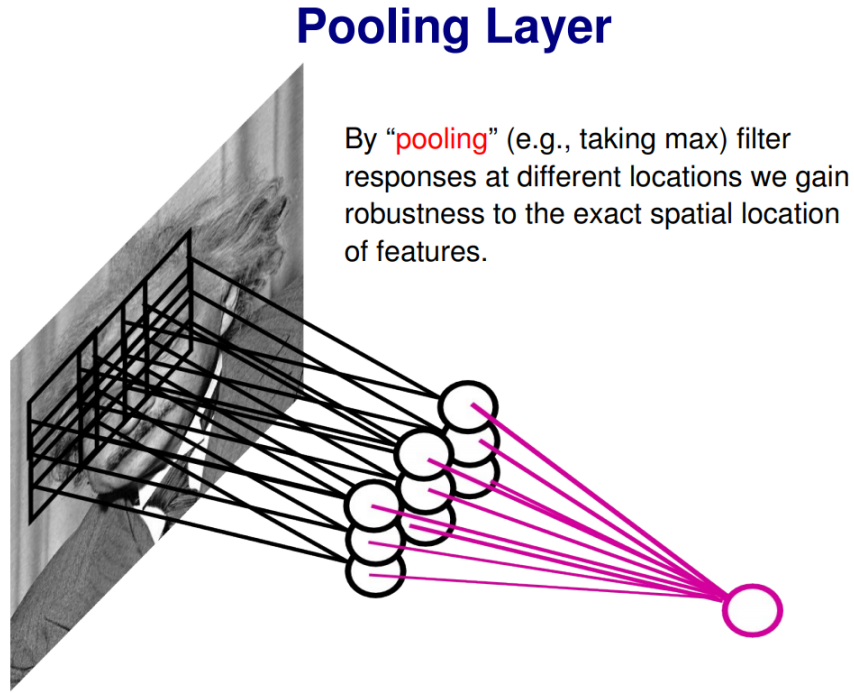 Pooling Layer
By “pooling” (e.g., taking max) filter
responses at different locations we gain
robustness to the exact spatial location
of features.